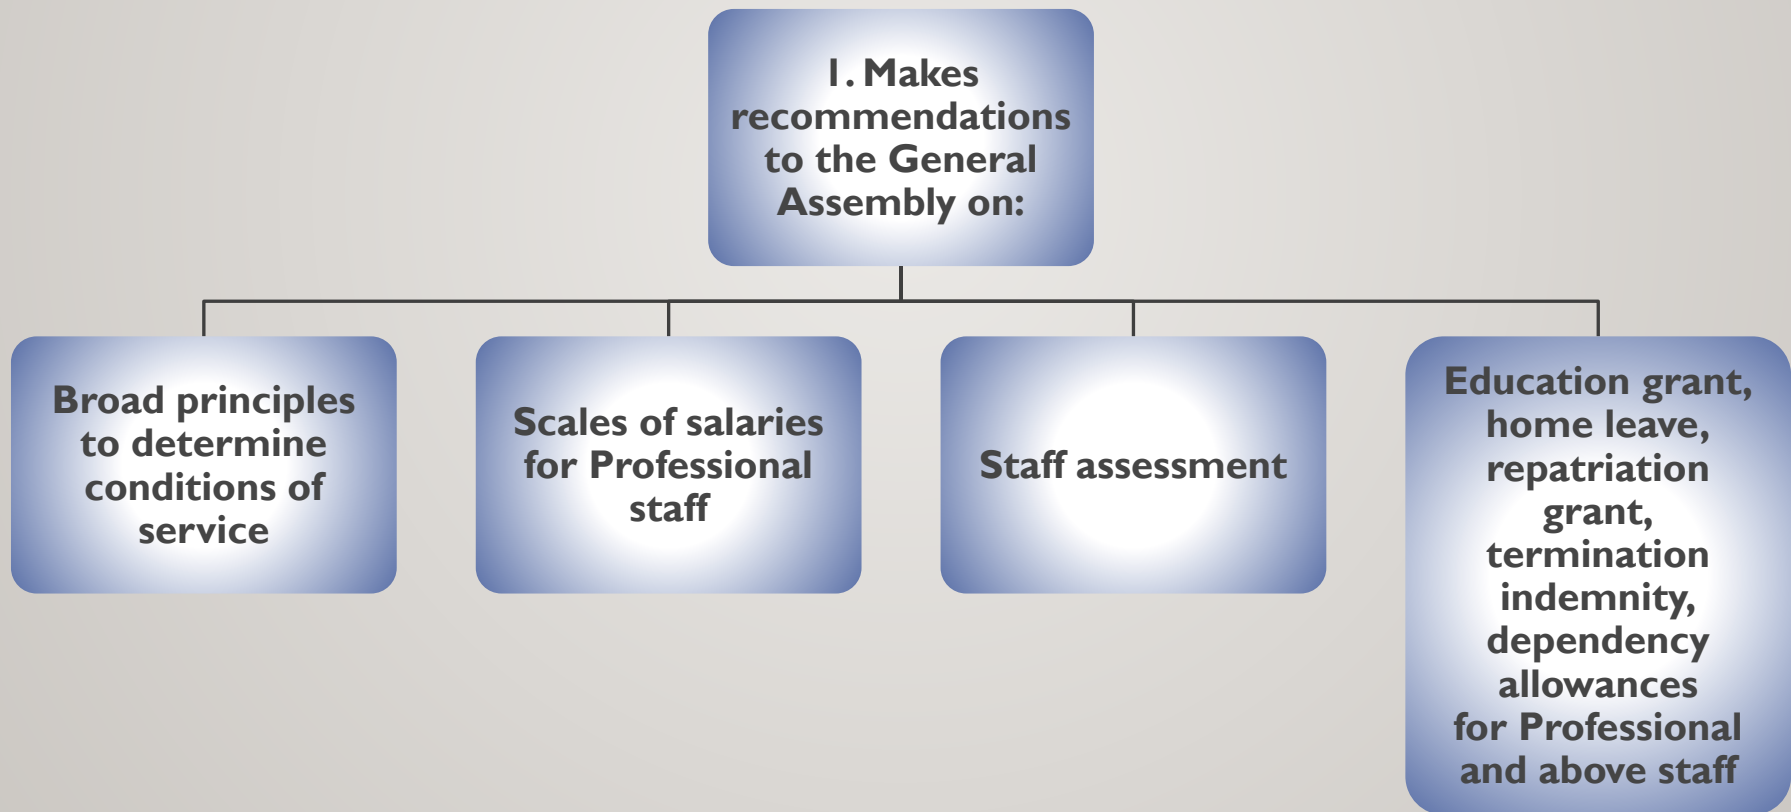 1. Makes
recommendations
to the General
Assembly on:
Broad principles
to determine
conditions of
service
Scales of salaries
for Professional
staff
Staff assessment
Education grant,
home leave,
repatriation
grant,
termination
indemnity,
dependency
allowances
for Professional
and above staff